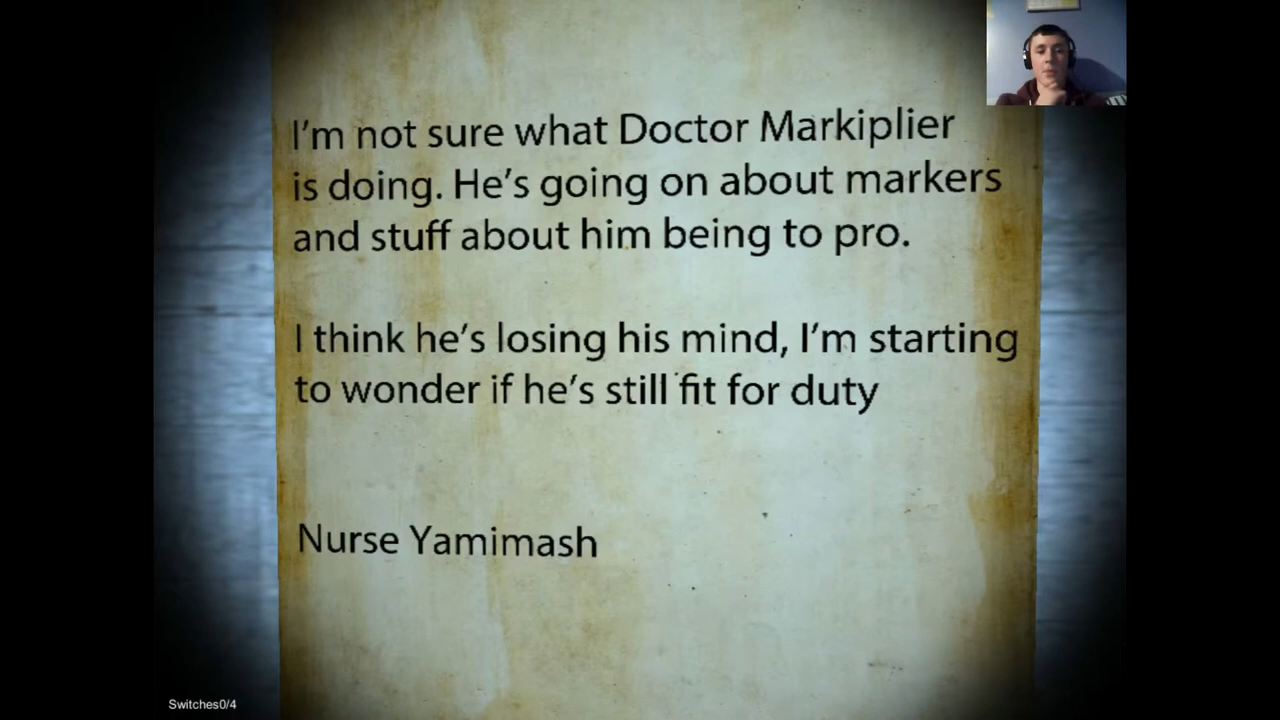 I'm not sure what Doctor Markiplier
is doing. He's going on about markers
and stuff about him being to pro.
I think he's losing his mind, I'm starting
to wonder if he's still fit for duty
Nurse Yamimash
Switches0/4